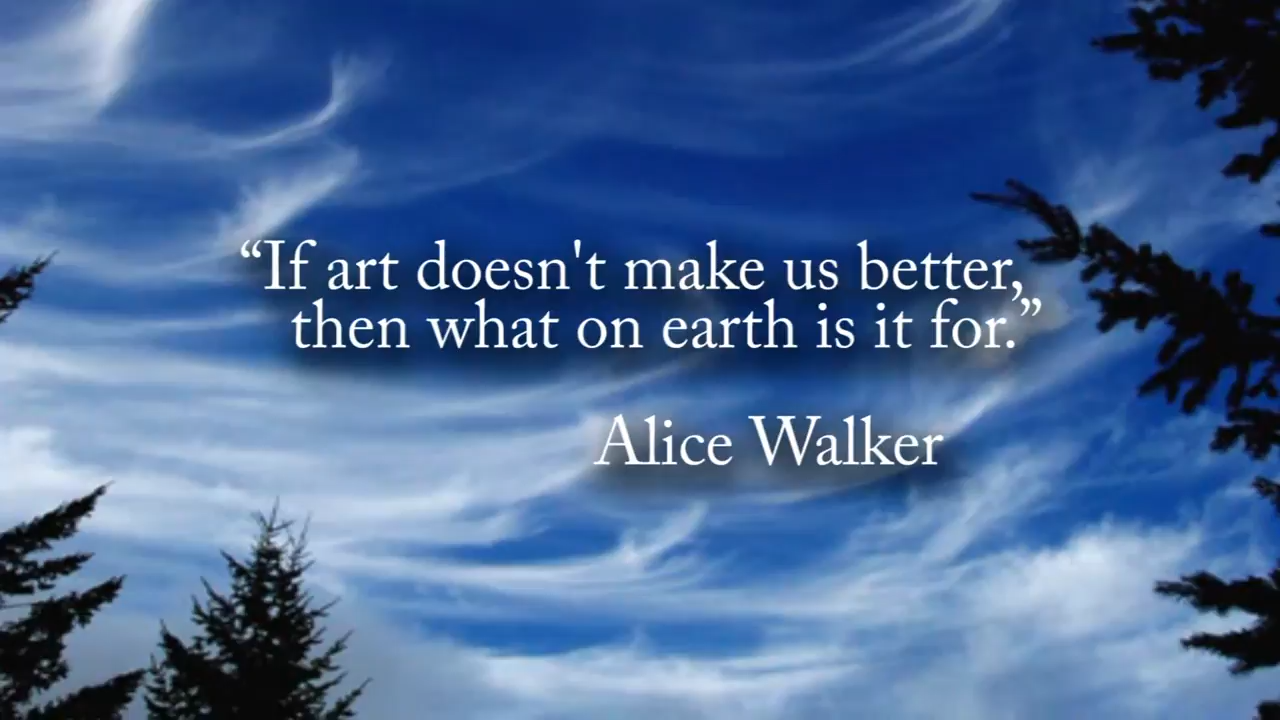 “If art doesn't make us better,
then what on earth is it for.”
Alice Walker